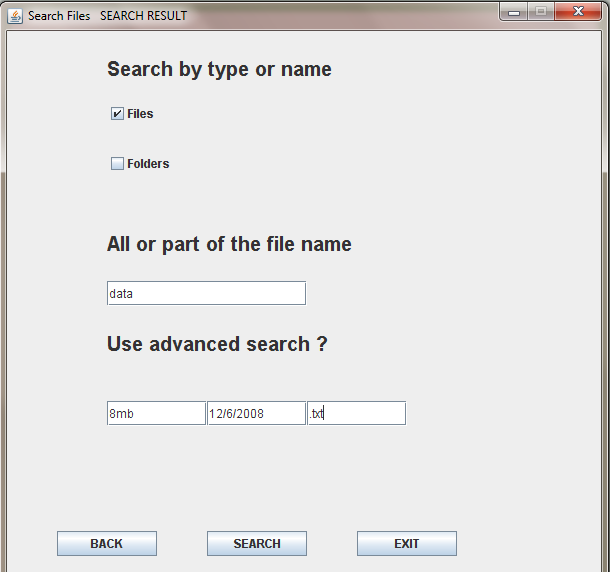 Search Files   SEARCH RESULT
Search by type or name
Files
Folders
All or part of the file name
data
Use advanced search ?
8mb 12/6/2008 .txt
BACK SEARCH EXIT